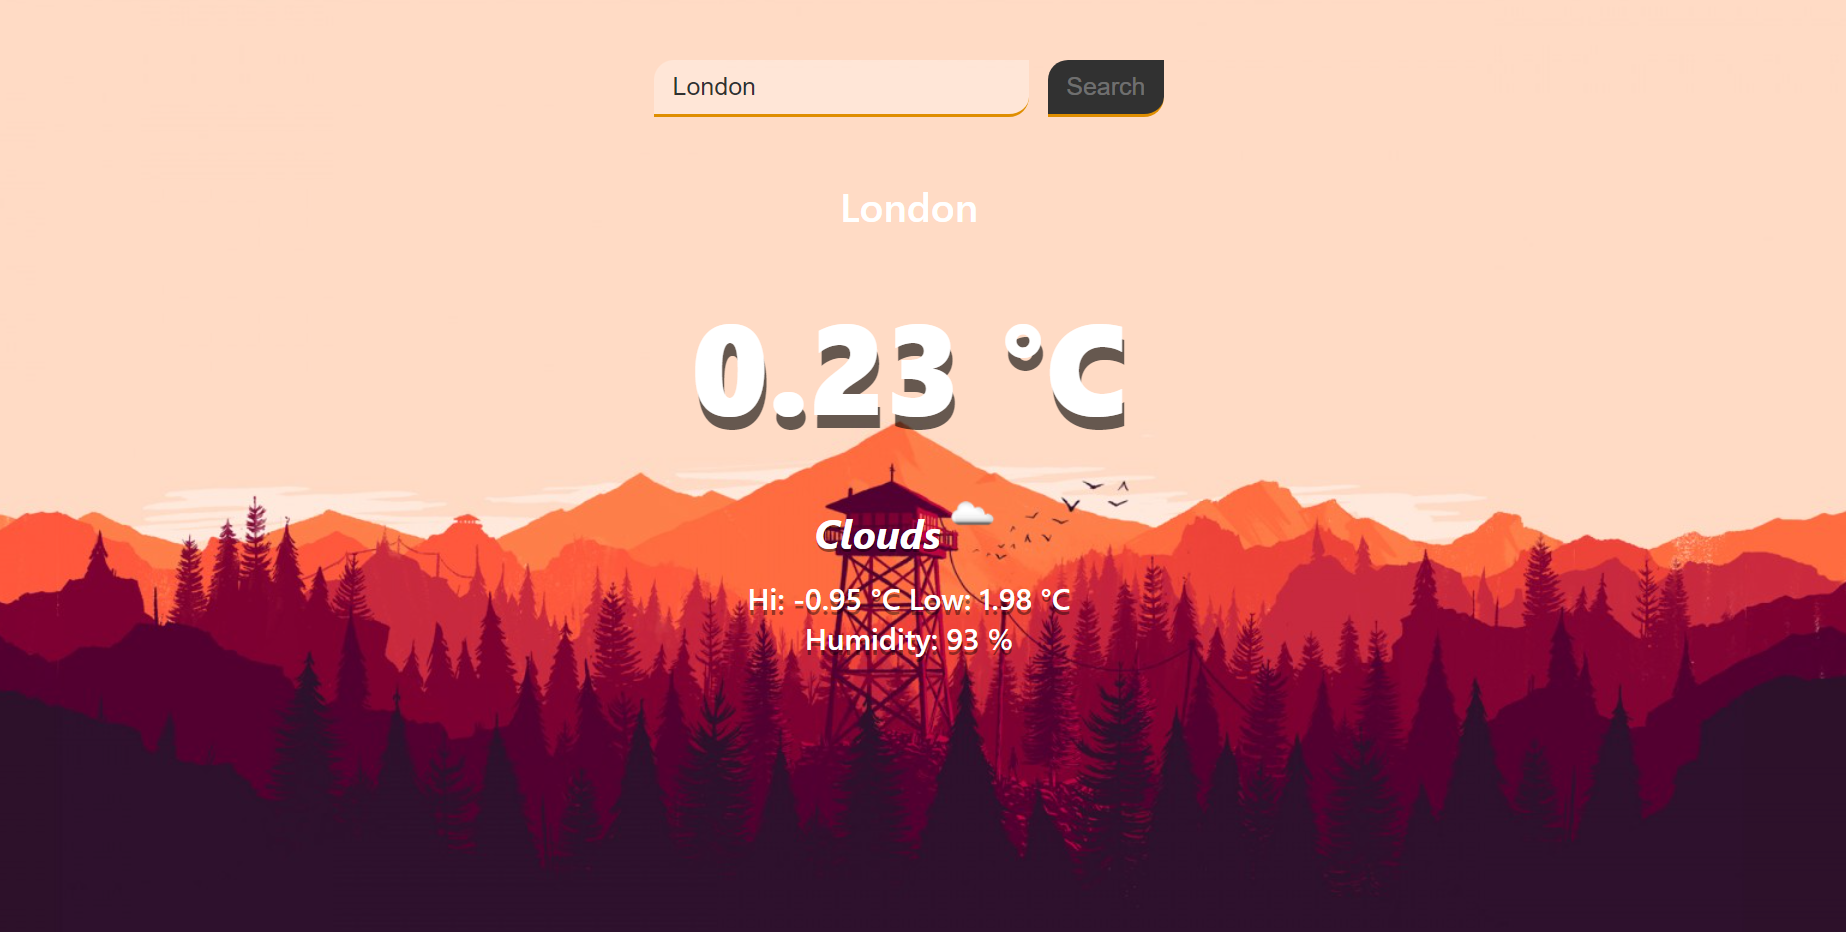 London
Search
London
0.23 °C
Clouds
Hi: -0.95 °C Low: 1.98 °C
Humidity: 93 %